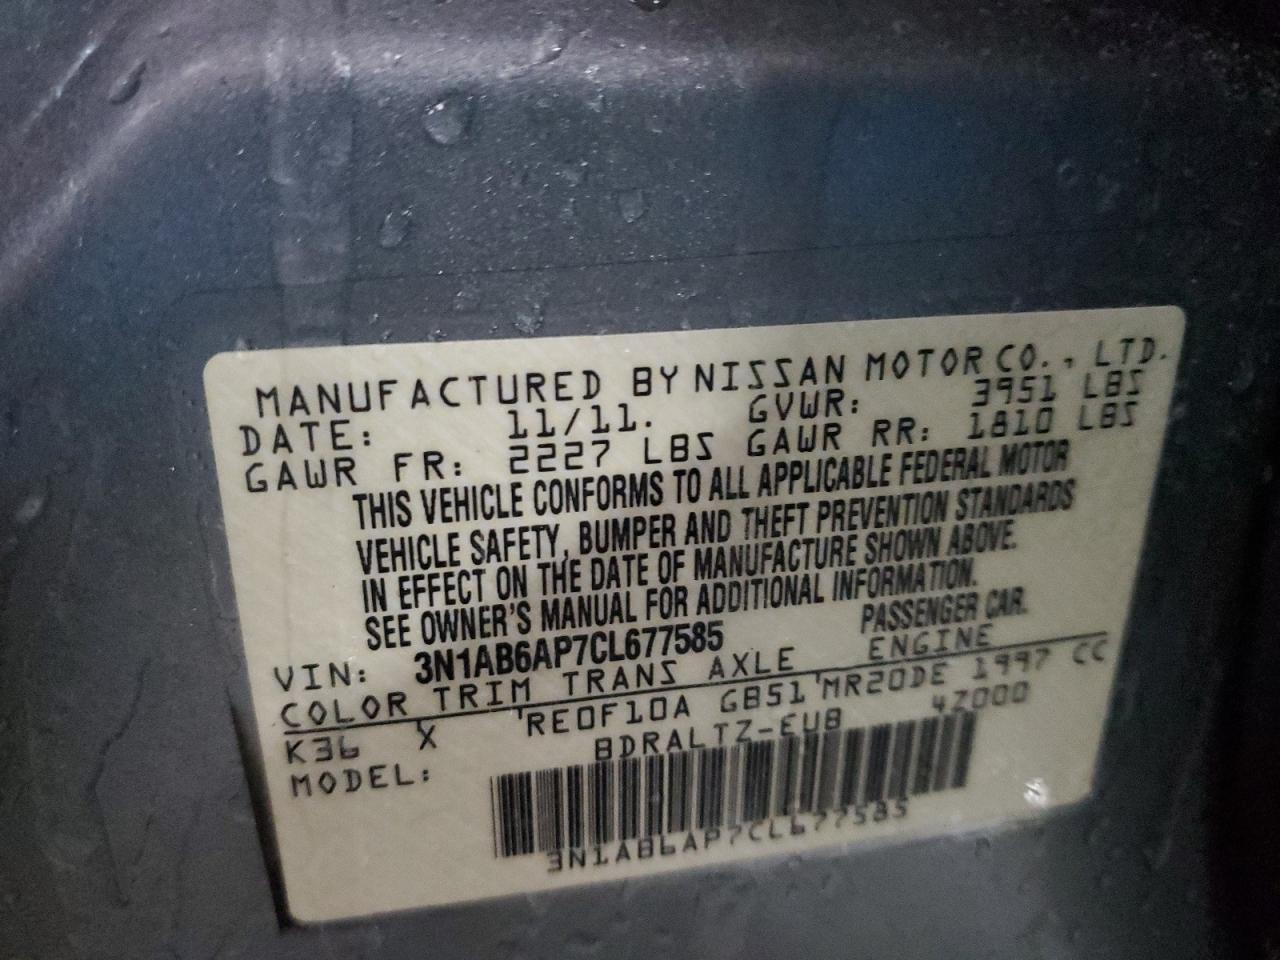 MANUFACTURED BY NISSAN MOTOR CO., LTD.
DATE: 11/11. GVWR: 3951 LBS
GAWR FR: 2227 LBS GAWR RR: 1810 LBS
THIS VEHICLE CONFORMS TO ALL APPLICABLE FEDERAL MOTOR
VEHICLE SAFETY, BUMPER AND THEFT PREVENTION STANDARDS
IN EFFECT ON THE DATE OF MANUFACTURE SHOWN ABOVE.
SEE OWNER'S MANUAL FOR ADDITIONAL INFORMATION.
VIN: 3N1AB6AP7CL677585 PASSENGER CAR.
COLOR TRIM TRANS AXLE ENGINE
K36 X RE0F10A GB51 MR20DE 1997 CC
MODEL: BDRALTZ-EUB 4Z000
3N1AB6AP7CL677585